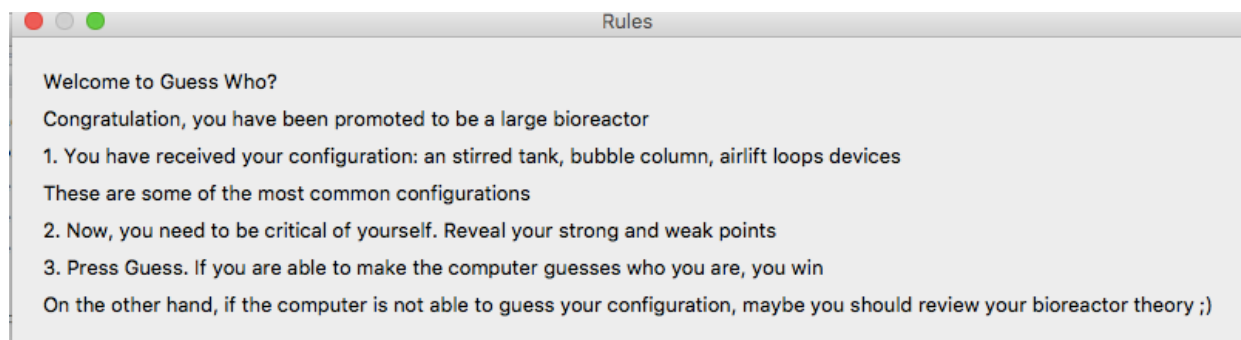 Rules
Welcome to Guess Who?
Congratulation, you have been promoted to be a large bioreactor
1. You have received your configuration: an stirred tank, bubble column, airlift loops devices
These are some of the most common configurations
2. Now, you need to be critical of yourself. Reveal your strong and weak points
3. Press Guess. If you are able to make the computer guesses who you are, you win
On the other hand, if the computer is not able to guess your configuration, maybe you should review your bioreactor theory ;)